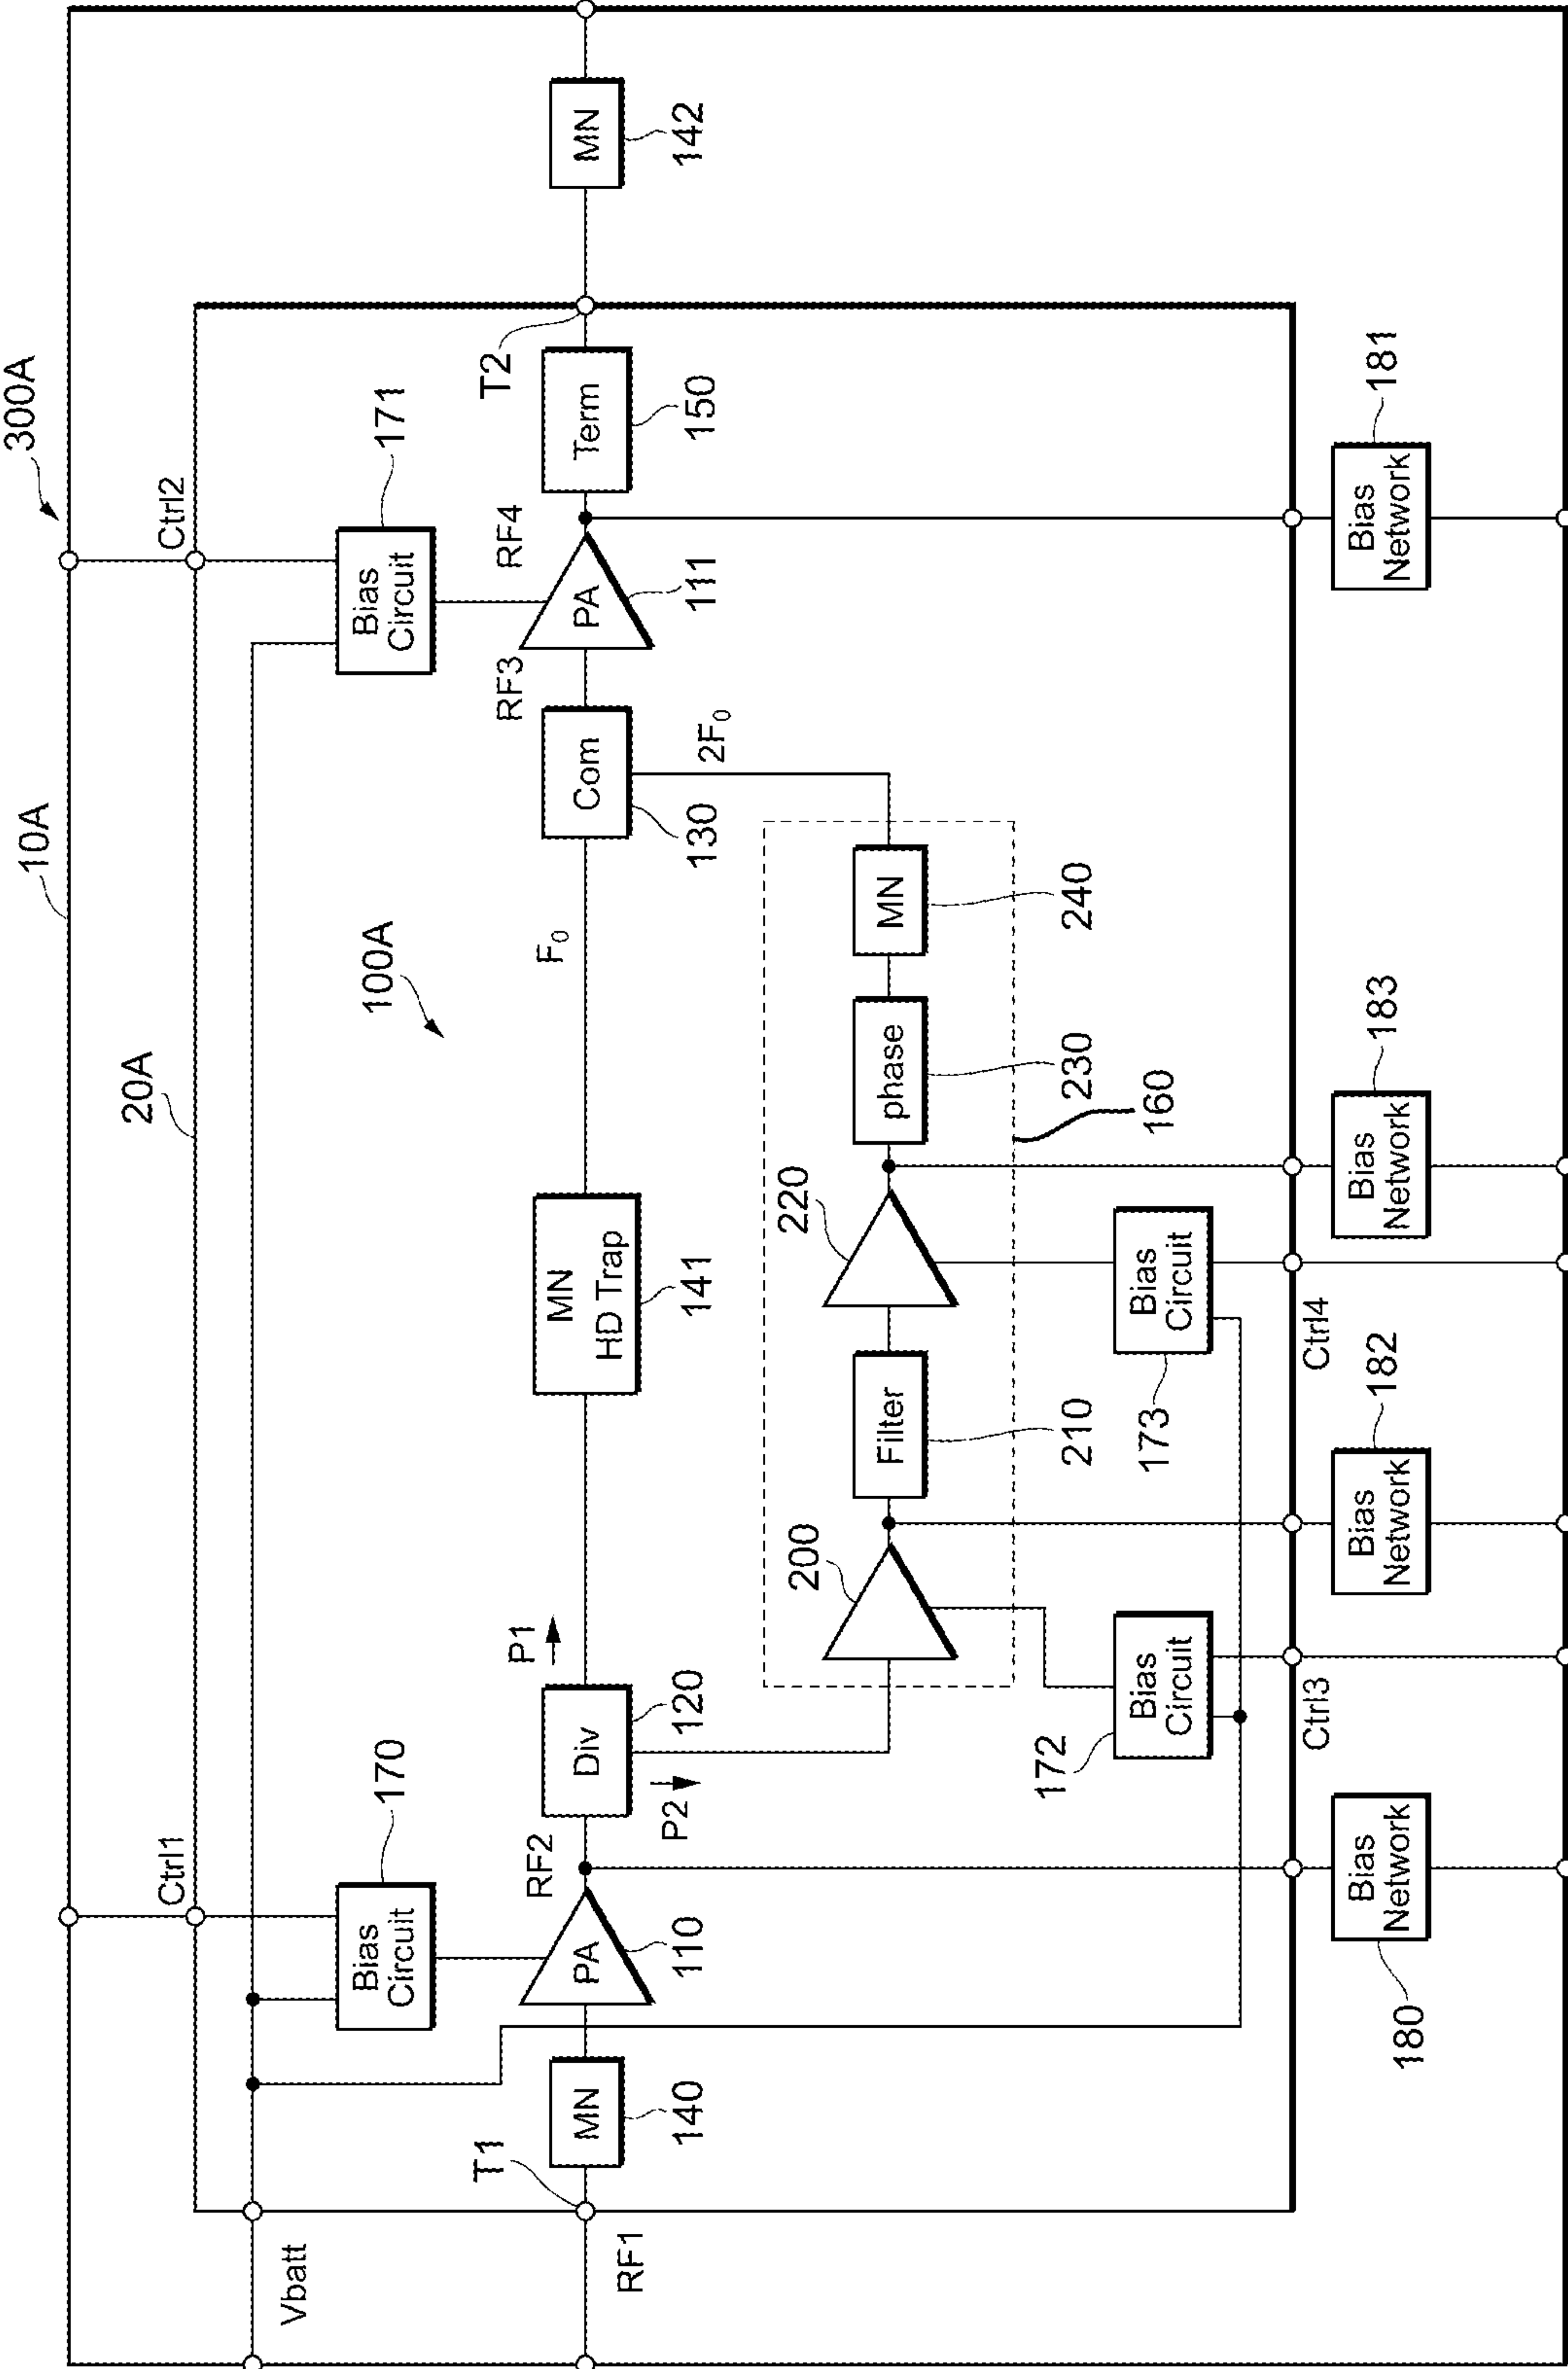 300A
10A
20A
Ctrl1
Ctrl2
170
171
Bias
Circuit
Bias
Circuit
100A
Vbatt
T1
RF1
MN
140
PA
110
RF2
Div
120
P1
P2
MN
HD Trap
141
F₀
Com
130
2F₀
RF3
PA
111
RF4
Term
150
T2
MN
142
200
Filter
210
220
phase
230
MN
240
160
172
Bias
Circuit
173
Bias
Circuit
Ctrl3
Ctrl4
180
Bias
Network
182
Bias
Network
183
Bias
Network
181
Bias
Network